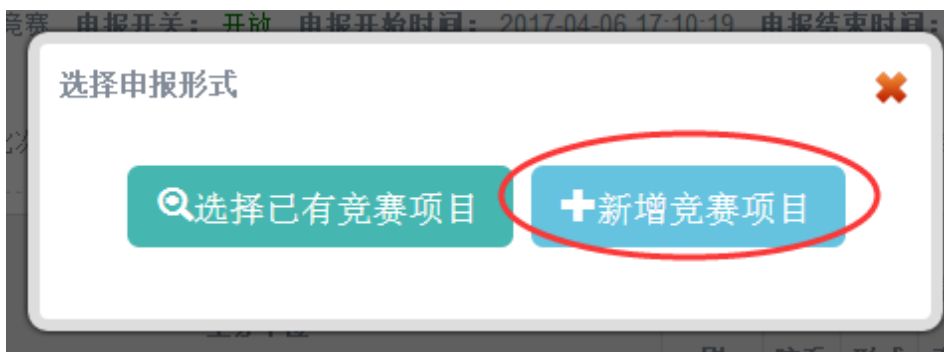 竞赛 申报开关： 开放 申报开始时间： 2017-04-06 17:10:19 申报结束时间：
选择申报形式
选择已有竞赛项目
新增竞赛项目